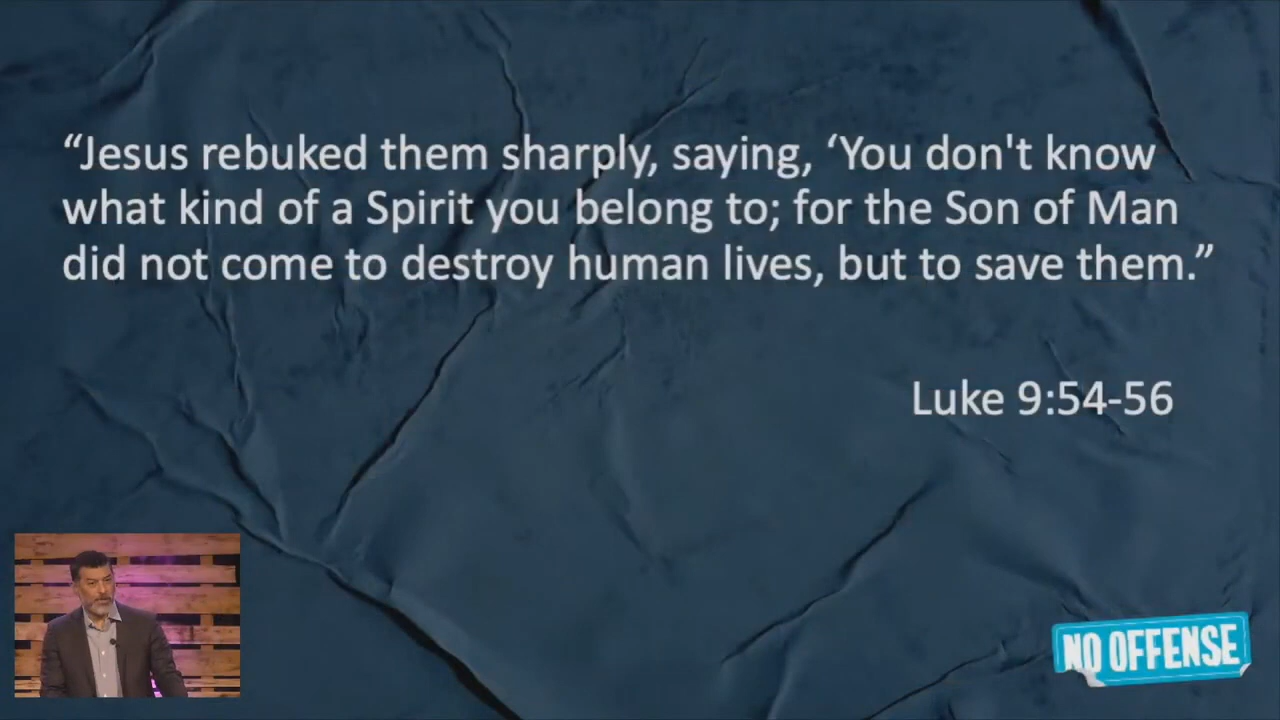 “Jesus rebuked them sharply, saying, ‘You don't know
what kind of a Spirit you belong to; for the Son of Man
did not come to destroy human lives, but to save them.”
Luke 9:54-56
NO OFFENSE